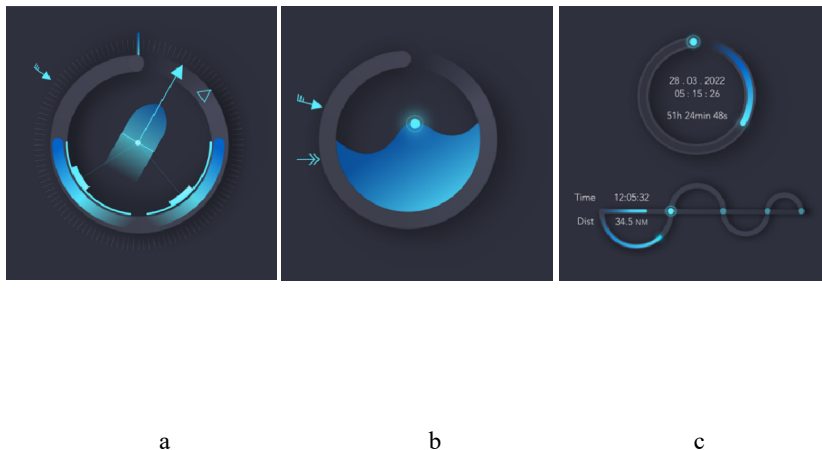 28 . 03 . 2022
05 : 15 : 26
51h 24min 48s
Time 12:05:32
Dist 34.5 NM
a b c